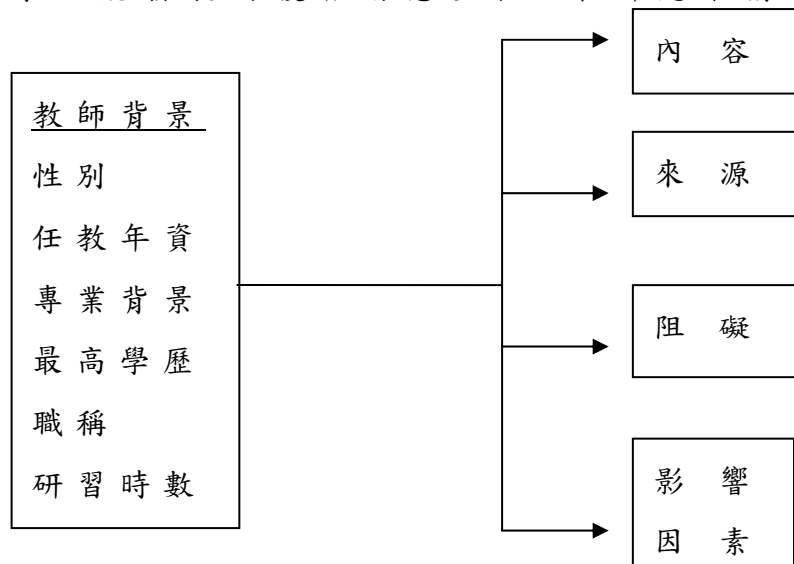 教師背景
性別
任教年資
專業背景
最高學歷
職稱
研習時數
內容
來源
阻礙
影響
因素